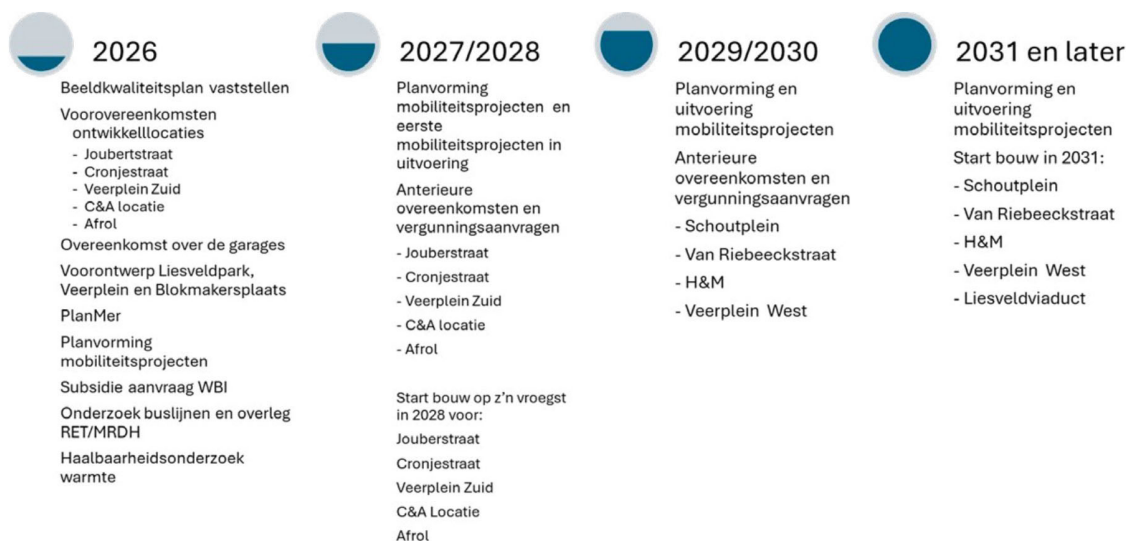 2026
Beeldkwaliteitsplan vaststellen
Voorovereenkomsten
ontwikkellocaties
- Joubertstraat
- Cronjestraat
- Veerplein Zuid
- C&A locatie
- Afrol
Overeenkomst over de garages
Voorontwerp Liesveldpark,
Veerplein en Blokmakersplaats
PlanMer
Planvorming
mobiliteitsprojecten
Subsidie aanvraag WBI
Onderzoek buslijnen en overleg
RET/MRDH
Haalbaarheidsonderzoek
warmte
2027/2028
Planvorming
mobiliteitsprojecten en
eerste
mobiliteitsprojecten in
uitvoering
Anterieure
overeenkomsten en
vergunningsaanvragen
- Jouberstraat
- Cronjestraat
- Veerplein Zuid
- C&A locatie
- Afrol
Start bouw op z'n vroegst
in 2028 voor:
Jouberstraat
Cronjestraat
Veerplein Zuid
C&A Locatie
Afrol
2029/2030
Planvorming en
uitvoering
mobiliteitsprojecten
Anterieure
overeenkomsten en
vergunningsaanvragen
- Schoutplein
- Van Riebeeckstraat
- H&M
- Veerplein West
2031 en later
Planvorming en
uitvoering
mobiliteitsprojecten
Start bouw in 2031:
- Schoutplein
- Van Riebeeckstraat
- H&M
- Veerplein West
- Liesveldviaduct